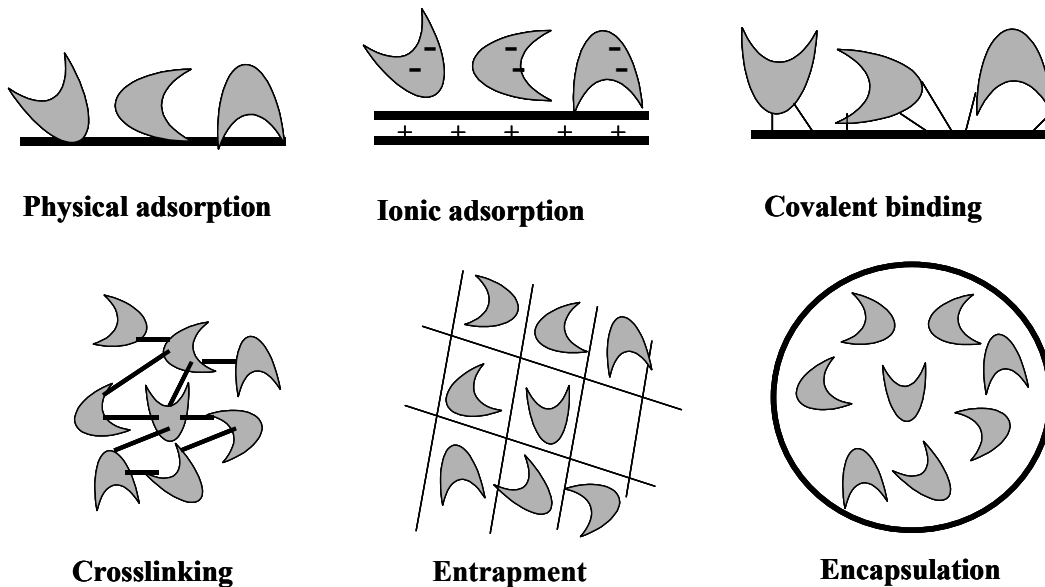 Physical adsorption
Ionic adsorption
Covalent binding
Crosslinking
Entrapment
Encapsulation